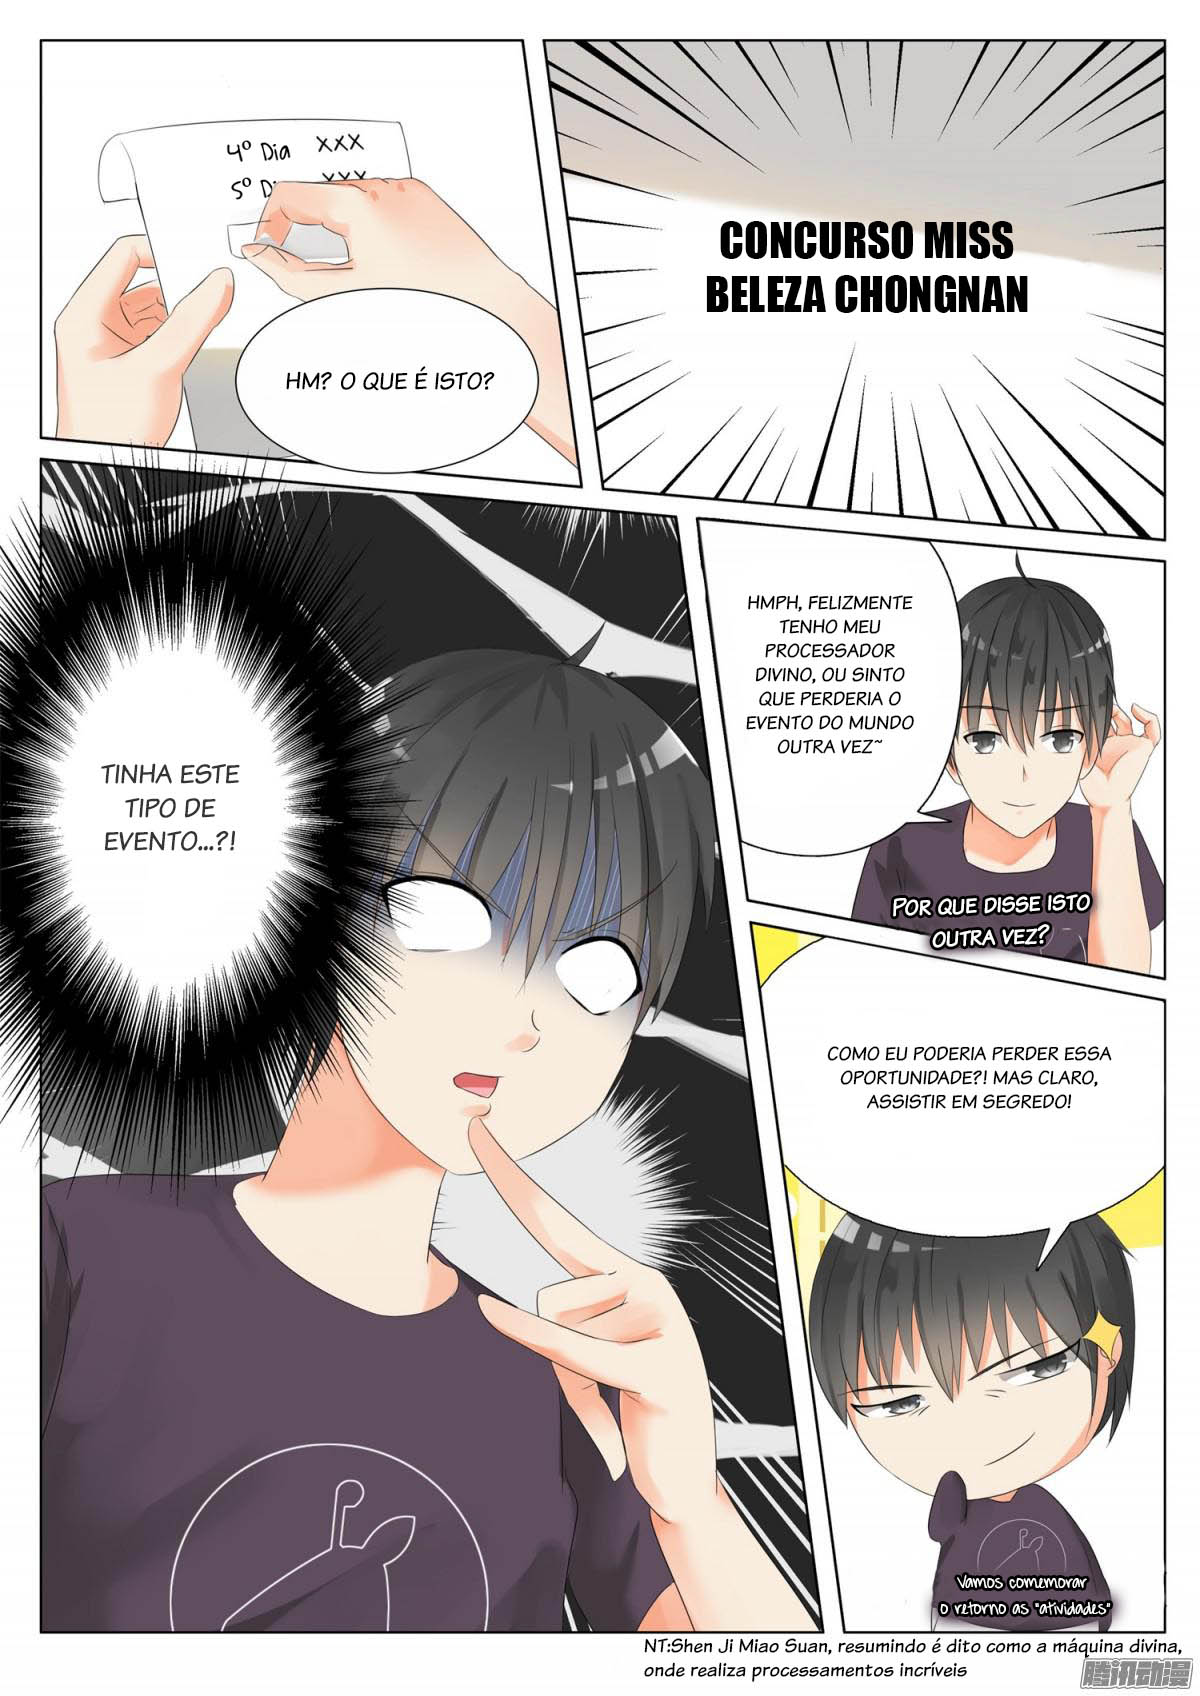 4º Dia XXX
5º Di XXX
HM? O QUE É ISTO?
CONCURSO MISS
BELEZA CHONGNAN
TINHA ESTE
TIPO DE
EVENTO...?!
HMPH, FELIZMENTE
TENHO MEU
PROCESSADOR
DIVINO, OU SINTO
QUE PERDERIA O
EVENTO DO MUNDO
OUTRA VEZ~
POR QUE DISSE ISTO
OUTRA VEZ?
COMO EU PODERIA PERDER ESSA
OPORTUNIDADE?! MAS CLARO,
ASSISTIR EM SEGREDO!
Vamos comemorar
o retorno as "atividades"
NT:Shen Ji Miao Suan, resumindo é dito como a máquina divina,
onde realiza processamentos incríveis
腾讯动漫